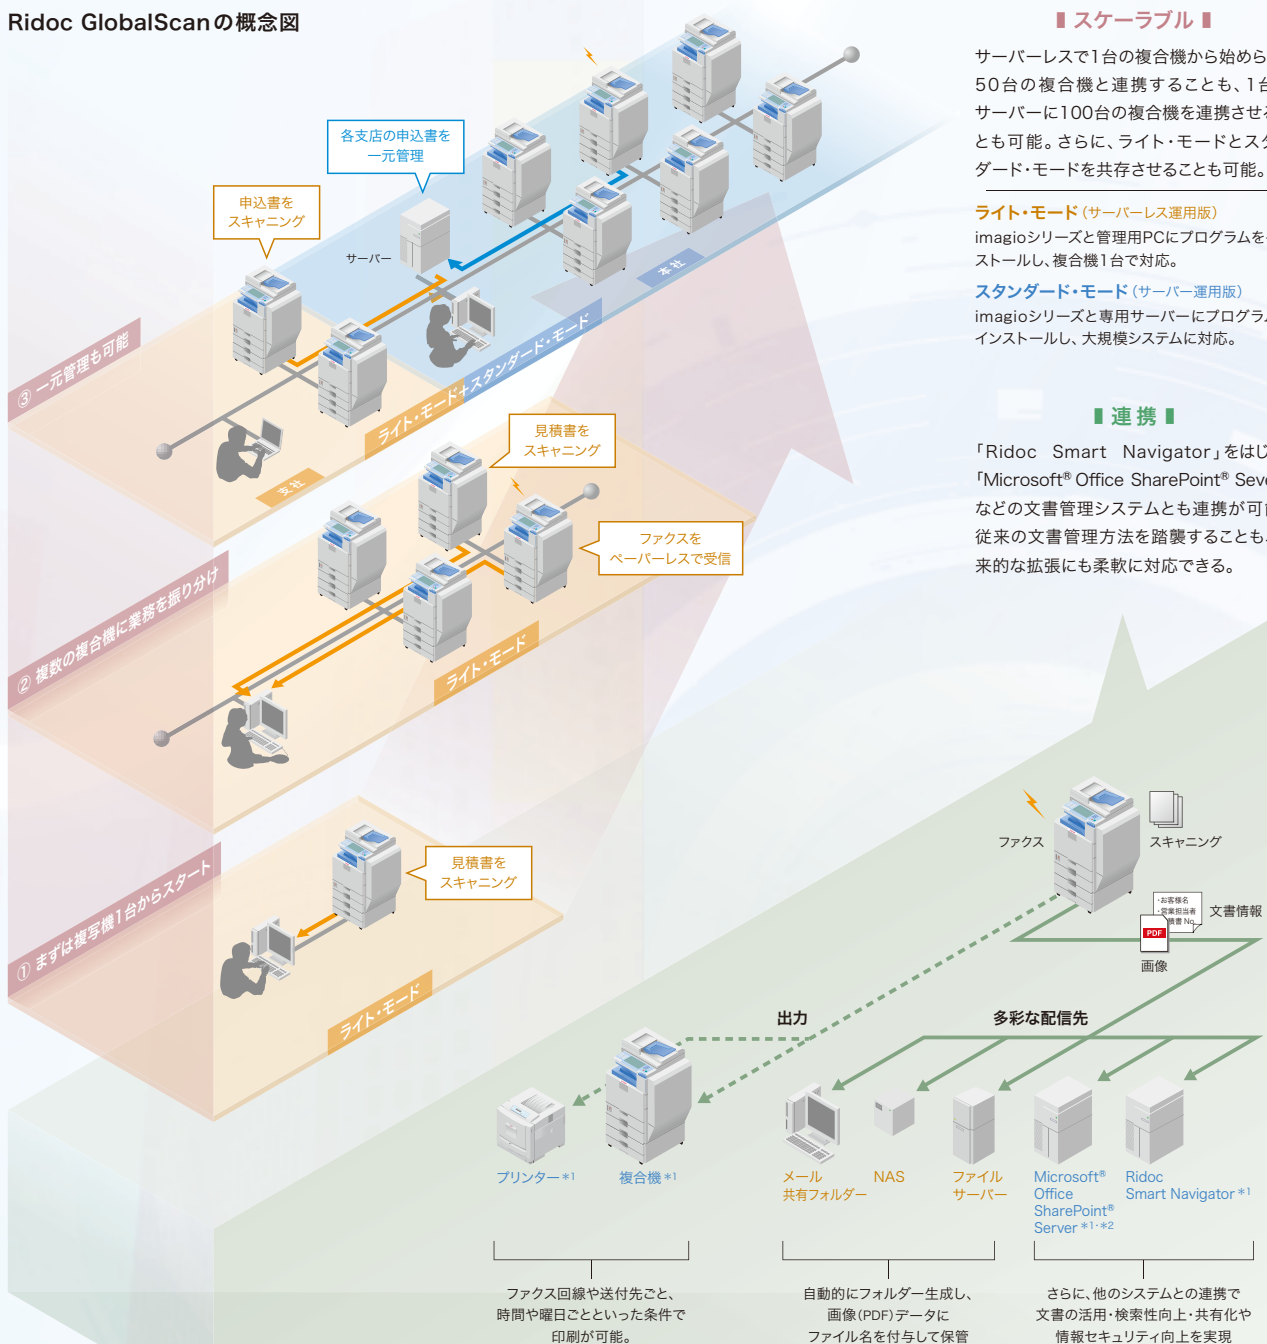 Ridoc GlobalScanの概念図
各支店の申込書を
一元管理
申込書を
スキャニング
サーバー
本社
③ 一元管理も可能
ライト・モード+スタンダード・モード
支社
見積書を
スキャニング
ファクスを
ペーパーレスで受信
② 複数の複合機に業務を振り分け
ライト・モード
見積書を
スキャニング
① まずは複写機1台からスタート
ライト・モード
スケーラブル
サーバーレスで1台の複合機から始めら
50台の複合機と連携することも、1台
サーバーに100台の複合機を連携させる
とも可能。さらに、ライト・モードとスタ
ダード・モードを共存させることも可能。
ライト・モード（サーバーレス運用版）
imagioシリーズと管理用PCにプログラムを
ストールし、複合機1台で対応。
スタンダード・モード（サーバー運用版）
imagioシリーズと専用サーバーにプログラム
インストールし、大規模システムに対応。
連携
「Ridoc Smart Navigator」をはじ
「Microsoft® Office SharePoint® Seve
などの文書管理システムとも連携が可
従来の文書管理方法を踏襲することも、
来的な拡張にも柔軟に対応できる。
ファクス
スキャニング
・お客様名
・営業担当者
積書 No.
文書情報
PDF
画像
出力
多彩な配信先
プリンター*1
複合機*1
メール
共有フォルダー
NAS
ファイル
サーバー
Microsoft®
Office
SharePoint®
Server*1・*2
Ridoc
Smart Navigator*1
ファクス回線や送付先ごと、
時間や曜日ごとといった条件で
印刷が可能。
自動的にフォルダー生成し、
画像（PDF）データに
ファイル名を付与して保管
さらに、他のシステムとの連携で
文書の活用・検索性向上・共有化や
情報セキュリティ向上を実現